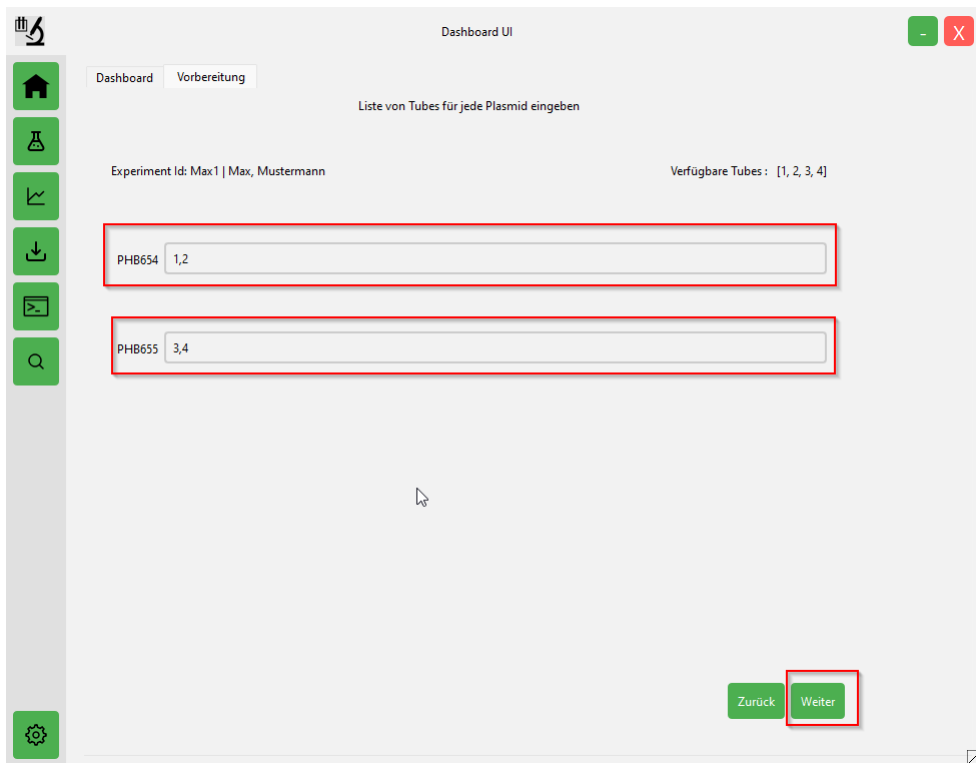 Dashboard UI
- X
Dashboard Vorbereitung
Liste von Tubes für jede Plasmid eingeben
Experiment Id: Max1 | Max, Mustermann Verfügbare Tubes : [1, 2, 3, 4]
PHB654 1,2
PHB655 3,4
>_
Zurück Weiter